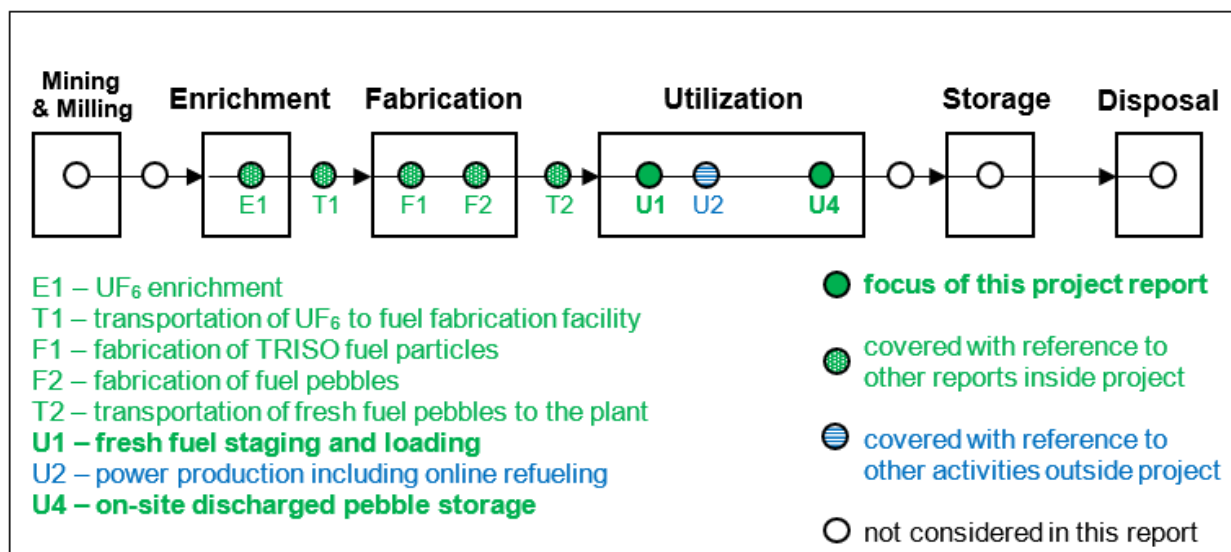 Mining
& Milling
Enrichment
Fabrication
Utilization
Storage
Disposal
E1
T1
F1
F2
T2
U1
U2
U4
E1 – UF₆ enrichment
T1 – transportation of UF₆ to fuel fabrication facility
F1 – fabrication of TRISO fuel particles
F2 – fabrication of fuel pebbles
T2 – transportation of fresh fuel pebbles to the plant
U1 – fresh fuel staging and loading
U2 – power production including online refueling
U4 – on-site discharged pebble storage
focus of this project report
covered with reference to
other reports inside project
covered with reference to
other activities outside project
not considered in this report